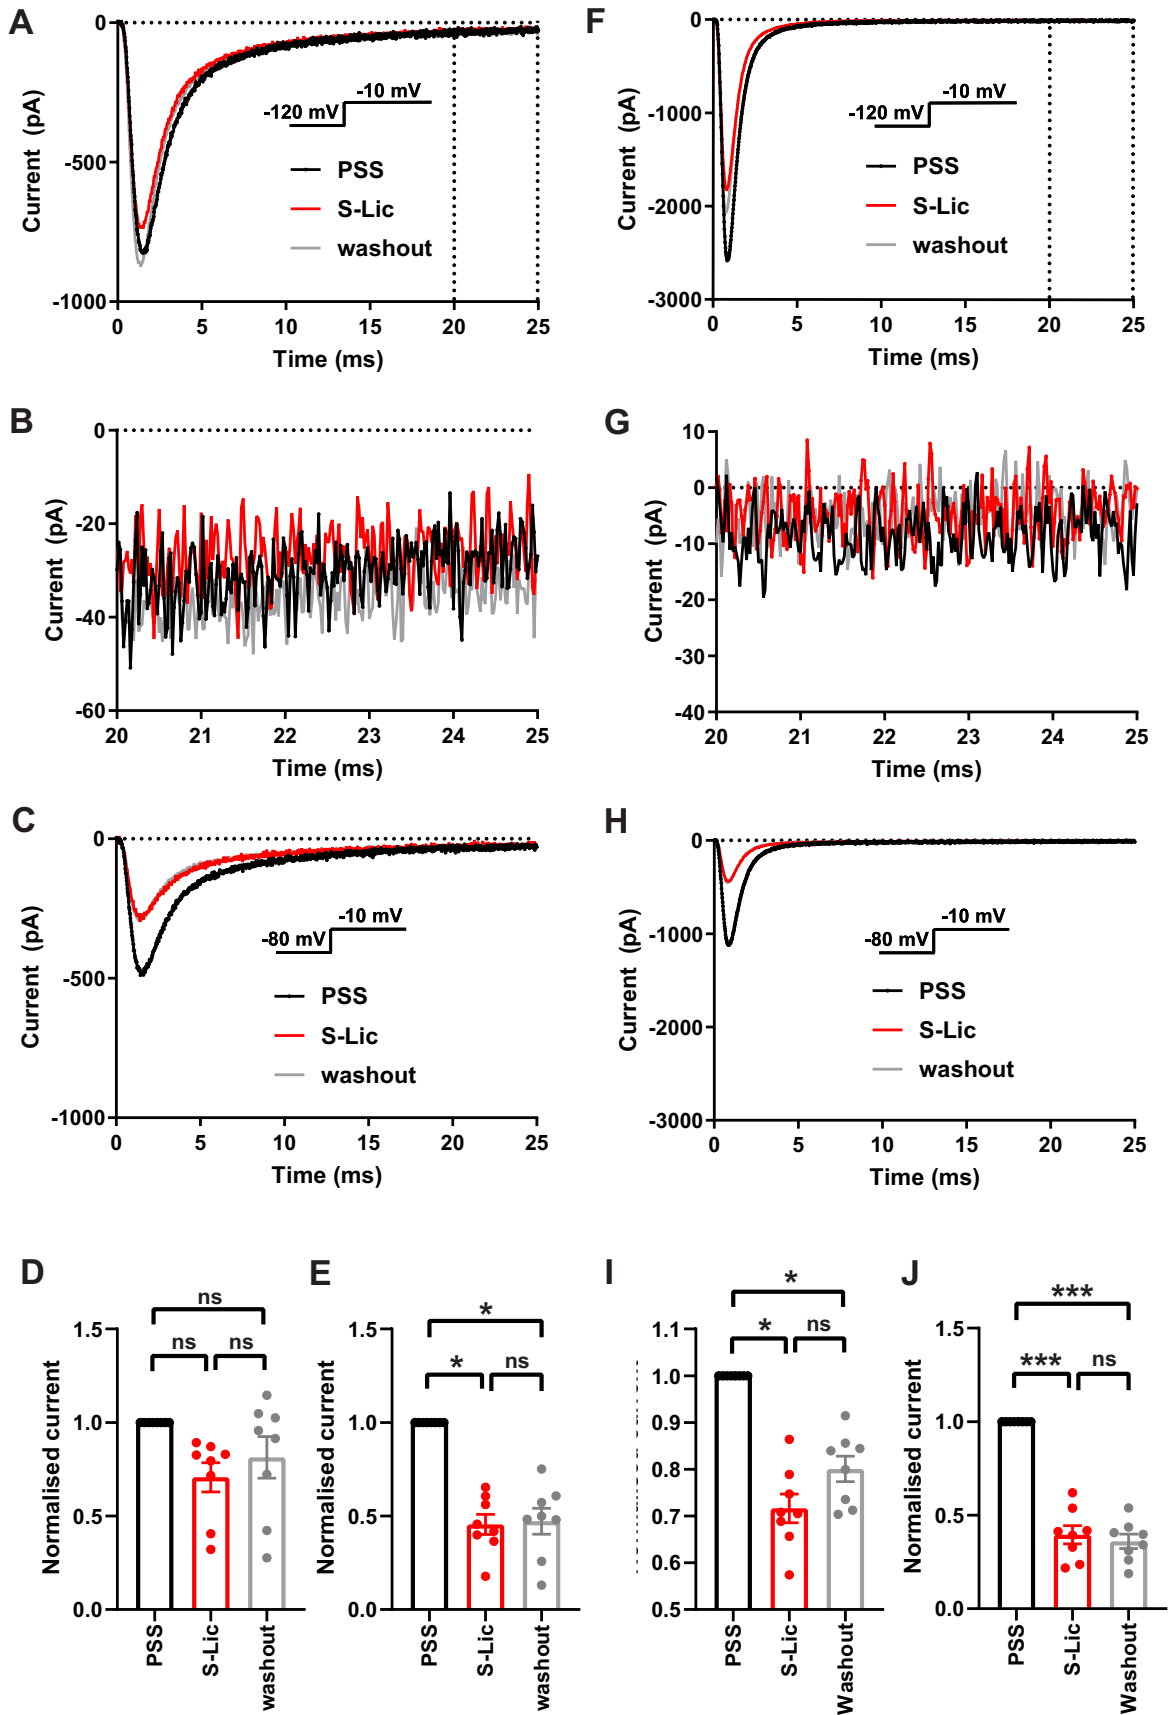 A
0
-500
-1000
Current (pA)
0 5 10 15 20 25
Time (ms)
-120 mV
-10 mV
PSS
S-Lic
washout
F
0
-1000
-2000
-3000
Current (pA)
0 5 10 15 20 25
Time (ms)
-120 mV
-10 mV
PSS
S-Lic
washout
B
0
-20
-40
-60
Current (pA)
20 21 22 23 24 25
Time (ms)
G
10
0
-10
-20
-30
-40
Current (pA)
20 21 22 23 24 25
Time (ms)
C
0
-500
-1000
Current (pA)
0 5 10 15 20 25
Time (ms)
-80 mV
-10 mV
PSS
S-Lic
washout
H
0
-1000
-2000
-3000
Current (pA)
0 5 10 15 20 25
Time (ms)
-80 mV
-10 mV
PSS
S-Lic
washout
D
ns
ns ns
1.5
1.0
0.5
0.0
Normalised current
PSS
S-Lic
washout
E
*
* ns
1.5
1.0
0.5
0.0
Normalised current
PSS
S-Lic
washout
I
*
* ns
1.1
1.0
0.9
0.8
0.7
0.6
0.5
PSS
S-Lic
Washout
J
***
*** ns
1.5
1.0
0.5
0.0
Normalised current
PSS
S-Lic
washout